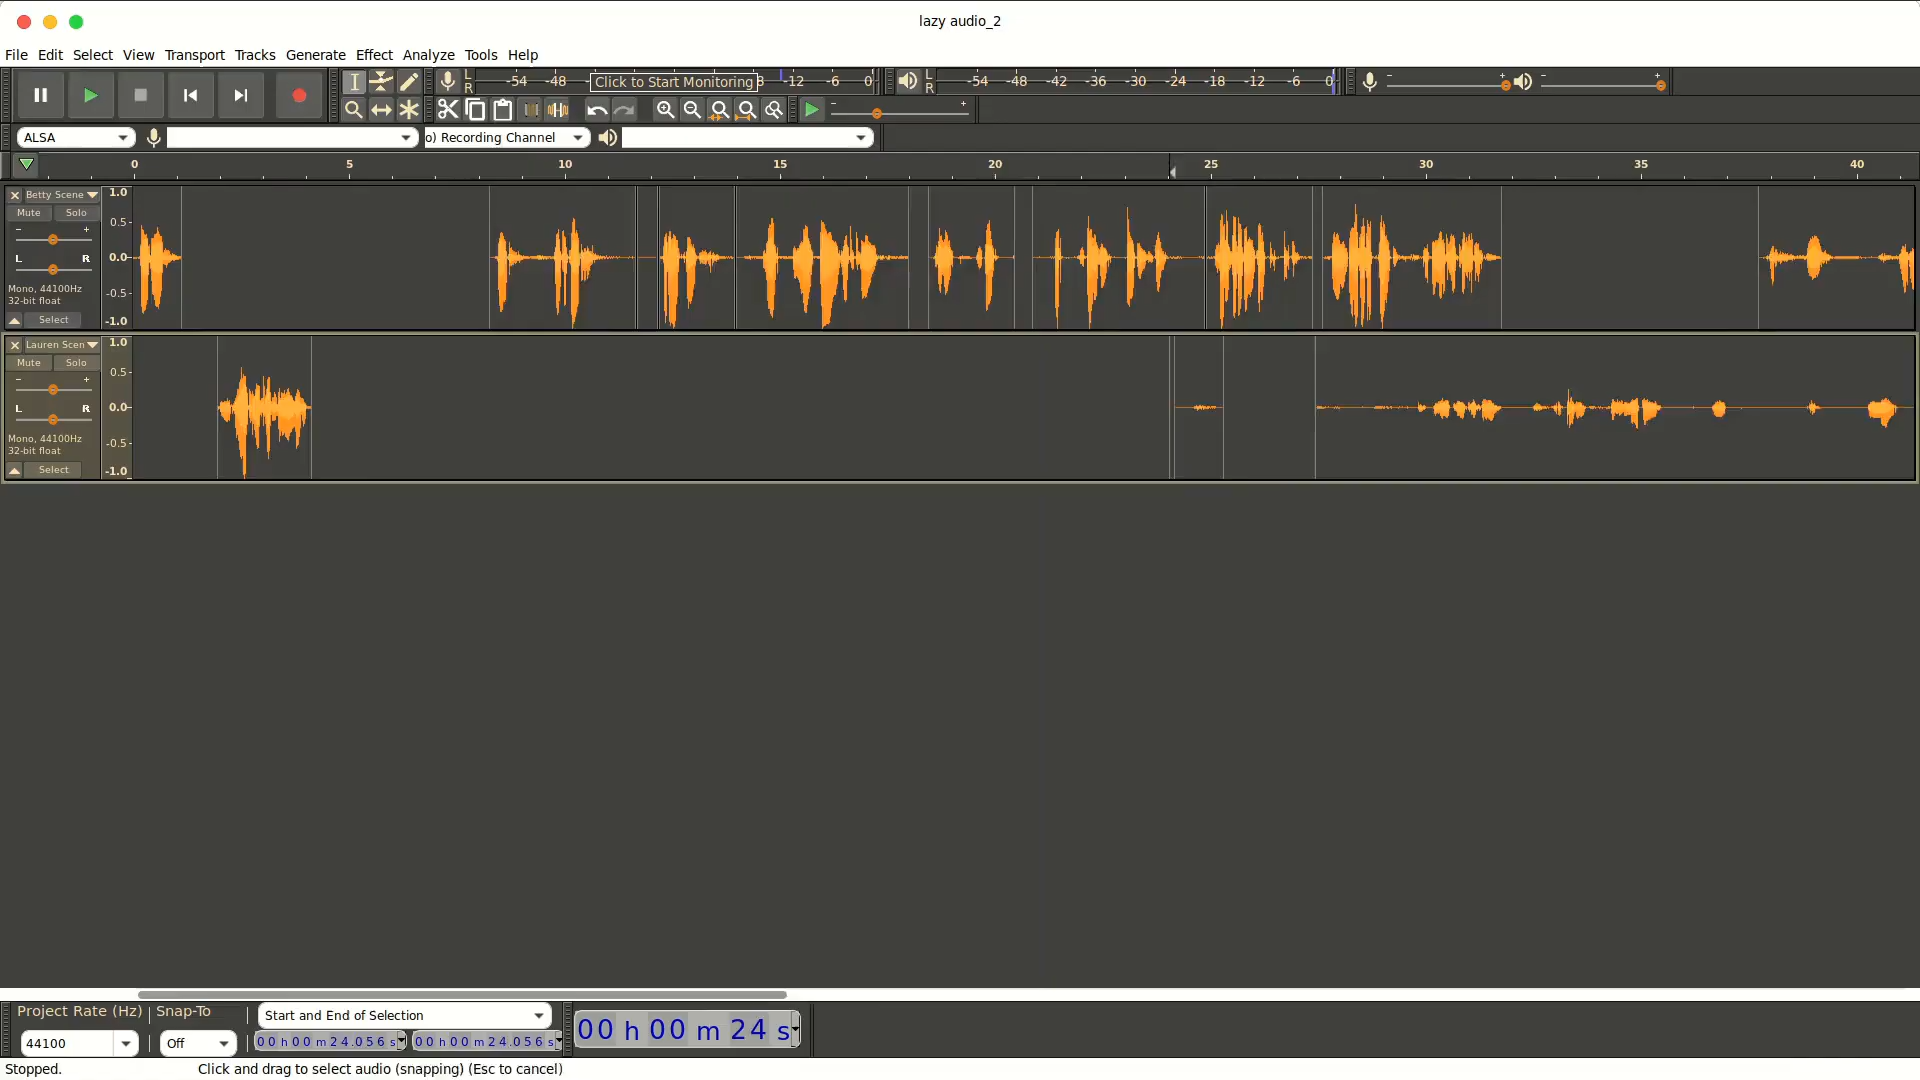 lazy audio_2
File Edit Select View Transport Tracks Generate Effect Analyze Tools Help
L R -54 -48 Click to Start Monitoring 8 -12 -6 0 L R -54 -48 -42 -36 -30 -24 -18 -12 -6 0 - + - +
- +
ALSA o) Recording Channel
0 5 10 15 20 25 30 35 40
Betty Scene 1.0
Mute Solo 0.5
- +
L R 0.0
Mono, 44100Hz -0.5
32-bit float
Select -1.0
Lauren Scen 1.0
Mute Solo 0.5
- +
L R 0.0
Mono, 44100Hz -0.5
32-bit float
Select -1.0
Project Rate (Hz) Snap-To Start and End of Selection
44100 Off 00 h 00 m 24.056 s 00 h 00 m 24.056 s 00 h 00 m 24 s
Stopped. Click and drag to select audio (snapping) (Esc to cancel)